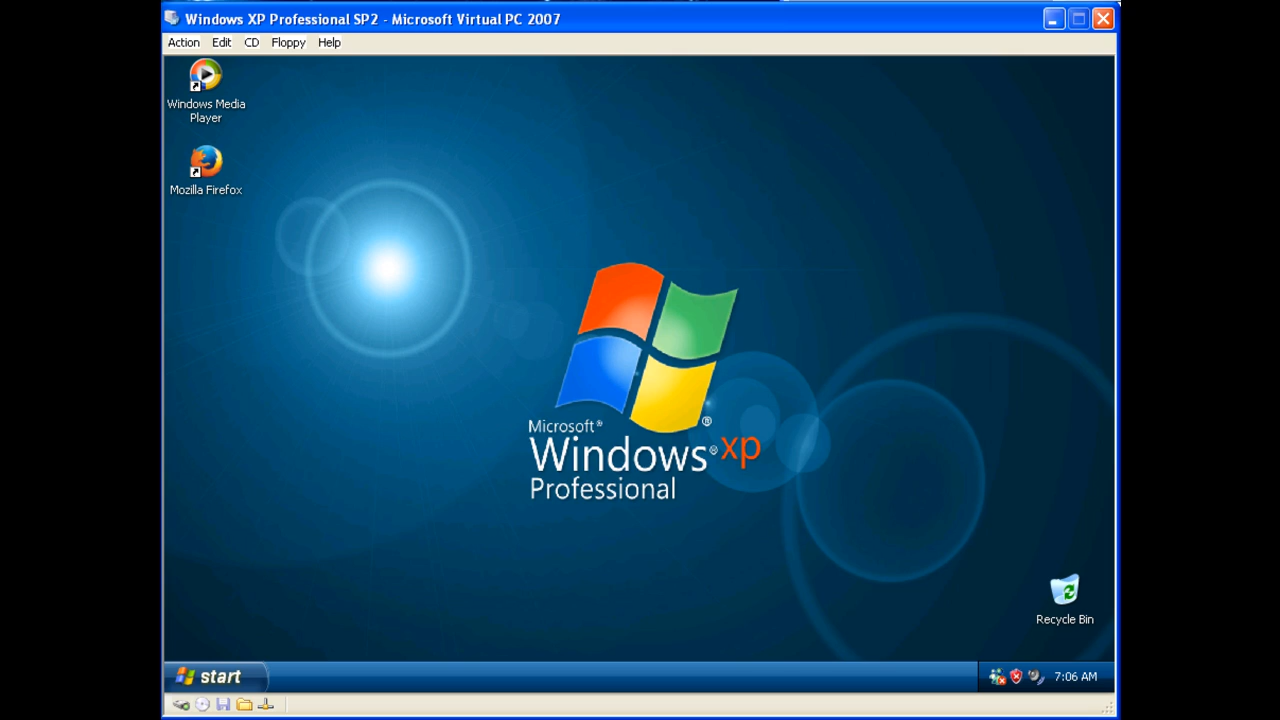 Windows XP Professional SP2 - Microsoft Virtual PC 2007
Action Edit CD Floppy Help
Windows Media
Player
Mozilla Firefox
Microsoft®
Windows® xp
Professional
®
Recycle Bin
start
7:06 AM